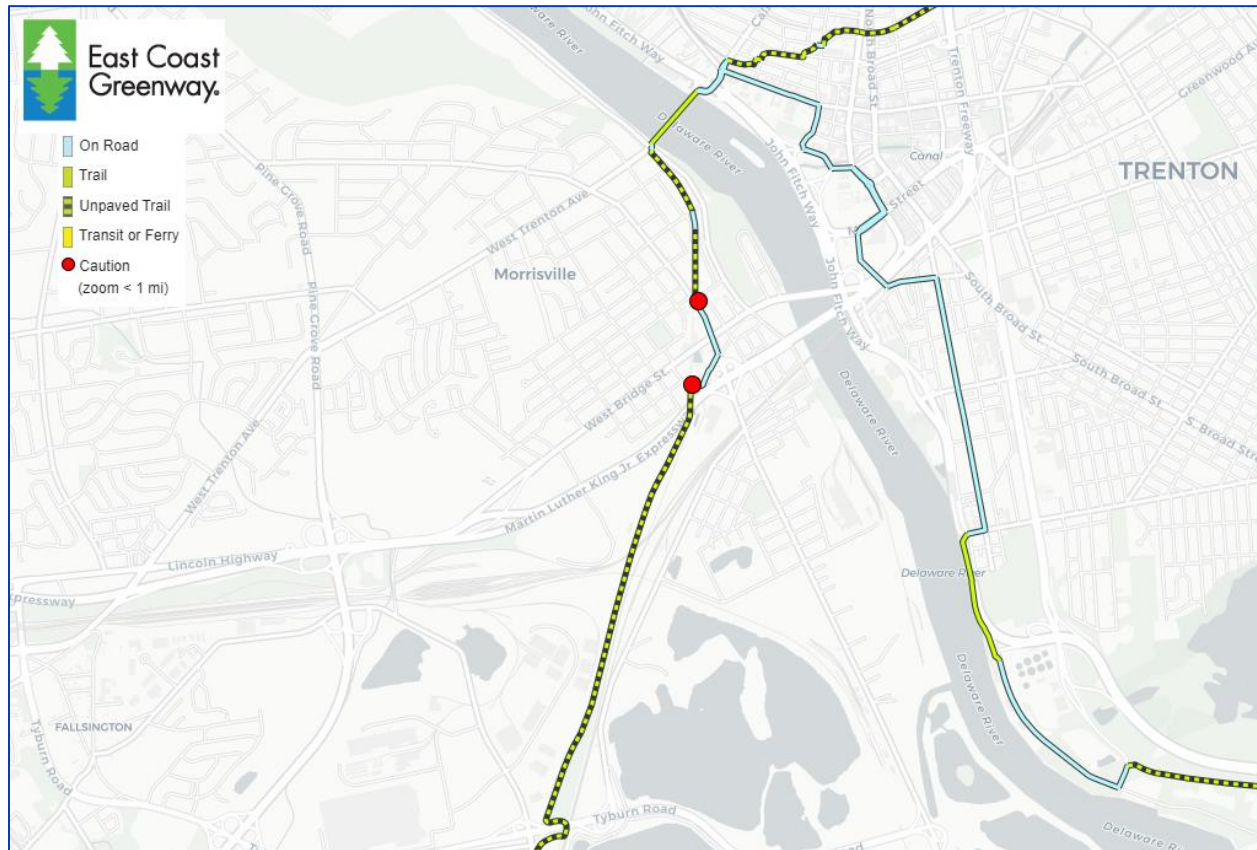 East Coast
Greenway®
On Road
Trail
Unpaved Trail
Transit or Ferry
Caution
(zoom < 1 mi)
Delaware River
John Fitch Way
John Fitch Way
North Broad St.
Trenton Freeway
Greenwood Av
Delaware River
John Fitch Way
Canal
TRENTON
Pine Grove Road
West Trenton Ave
Street
Morrisville
South Broad St.
John Fitch Way
Pine Grove Road
South Broad St
West Bridge St.
Delaware River
S. Broad Stre
West Trenton Ave
Martin Luther King Jr. Expressway
Lincoln Highway
Expressway
Delaware River
Delaware River
FALLSINGTON
Tyburn Road
Tyburn Road
Delaware River